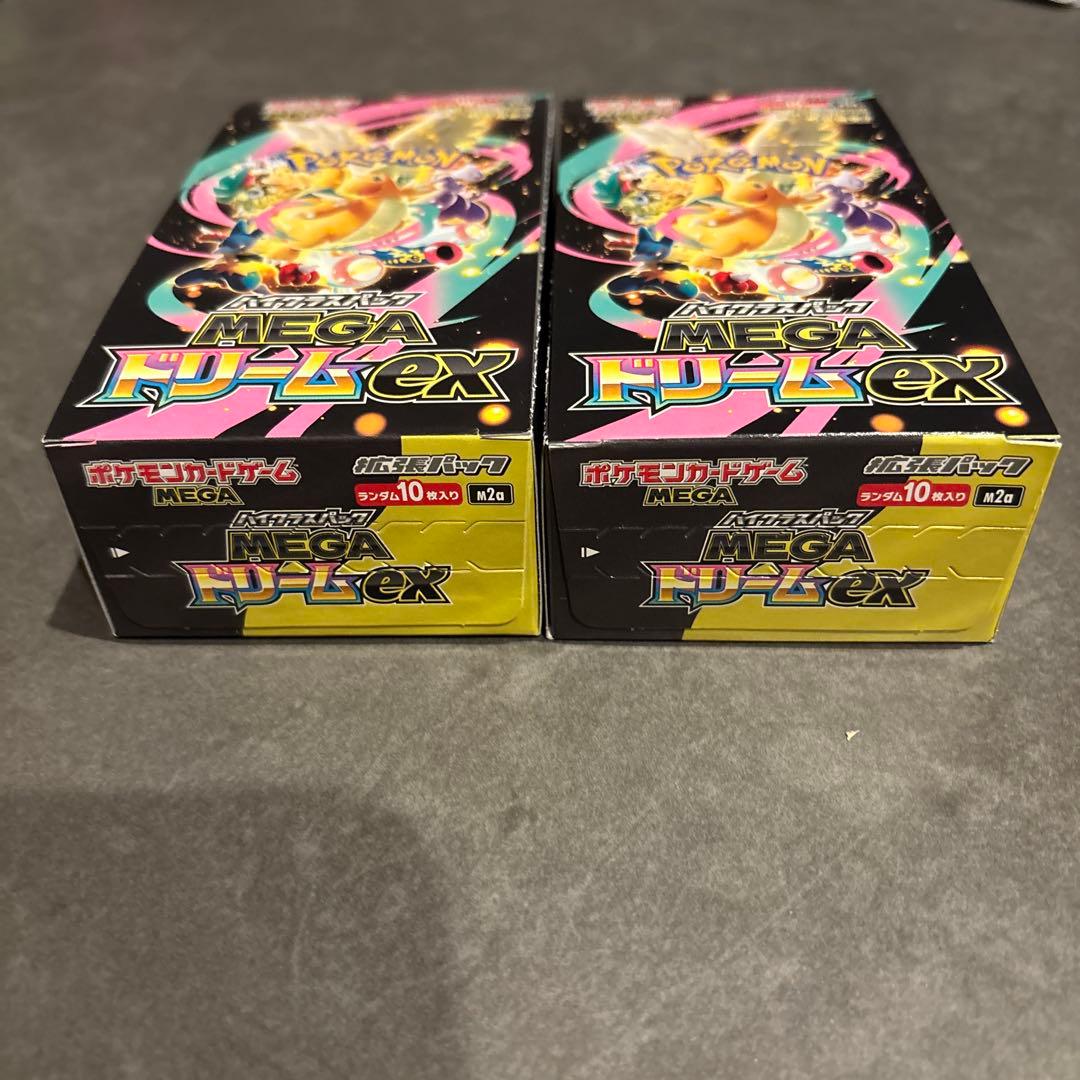 POKÉMON
ハイクラスパック
MEGA
ドリームex
ポケモンカードゲーム
MEGA
拡張パック
ランダム10枚入り
M2a
ハイクラスパック
MEGA
ドリームex
POKÉMON
ハイクラスパック
MEGA
ドリームex
ポケモンカードゲーム
MEGA
拡張パック
ランダム10枚入り
M2a
ハイクラスパック
MEGA
ドリームex